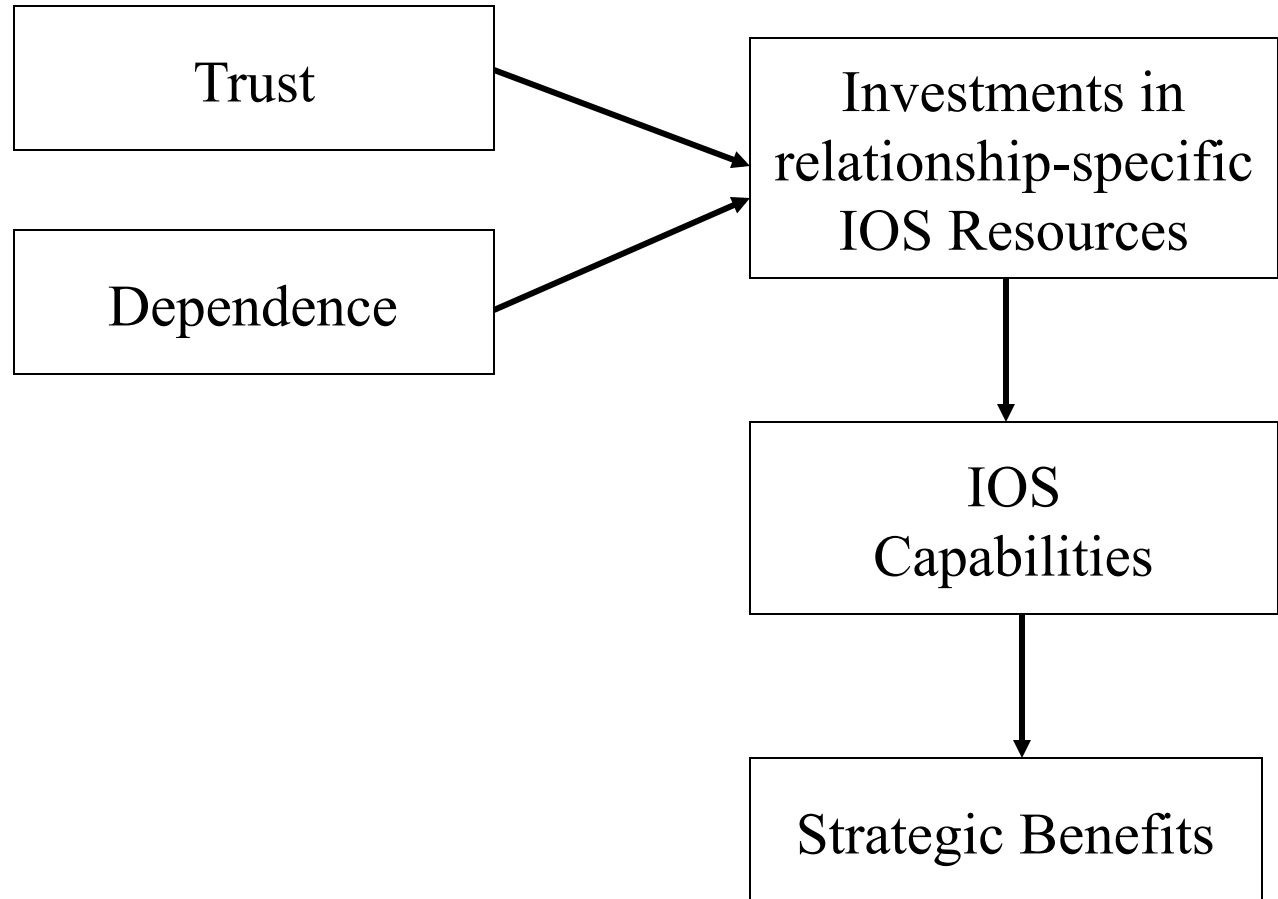 Trust
Dependence
Investments in
relationship-specific
IOS Resources
IOS
Capabilities
Strategic Benefits